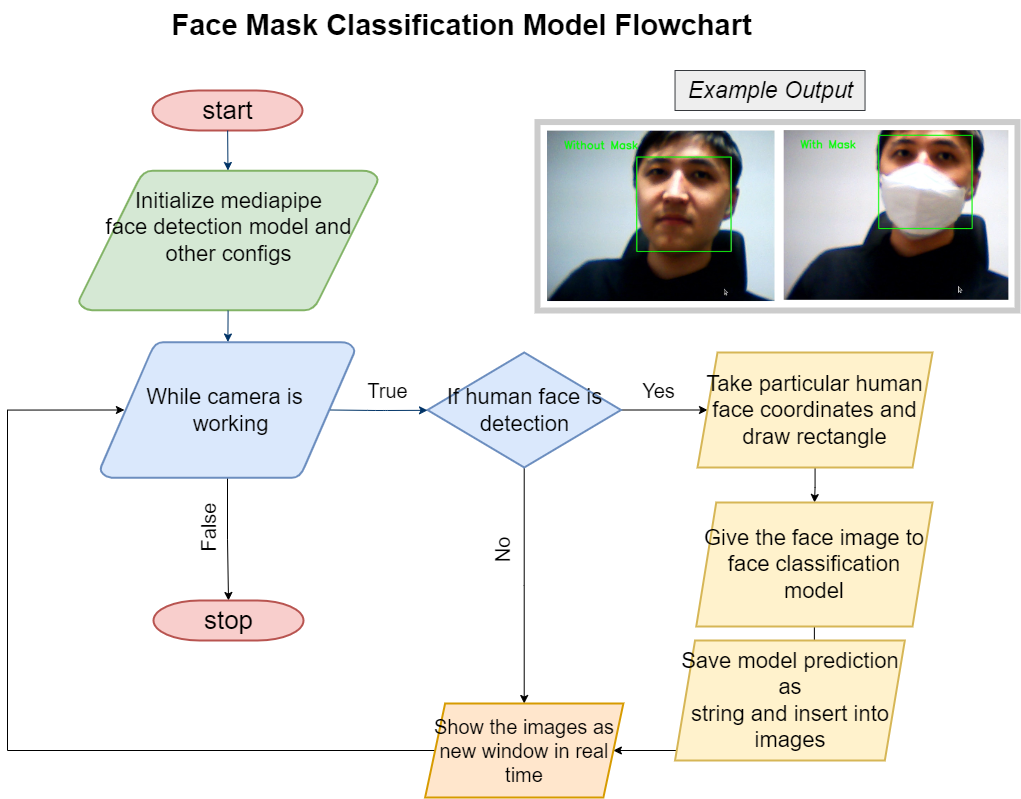 Face Mask Classification Model Flowchart
Example Output
Without Mask
With Mask
start
Initialize mediapipe
face detection model and
other configs
While camera is
working
True
If human face is
detection
Yes
Take particular human
face coordinates and
draw rectangle
False
No
Give the face image to
face classification
model
stop
Save model prediction
as
string and insert into
images
Show the images as
new window in real
time